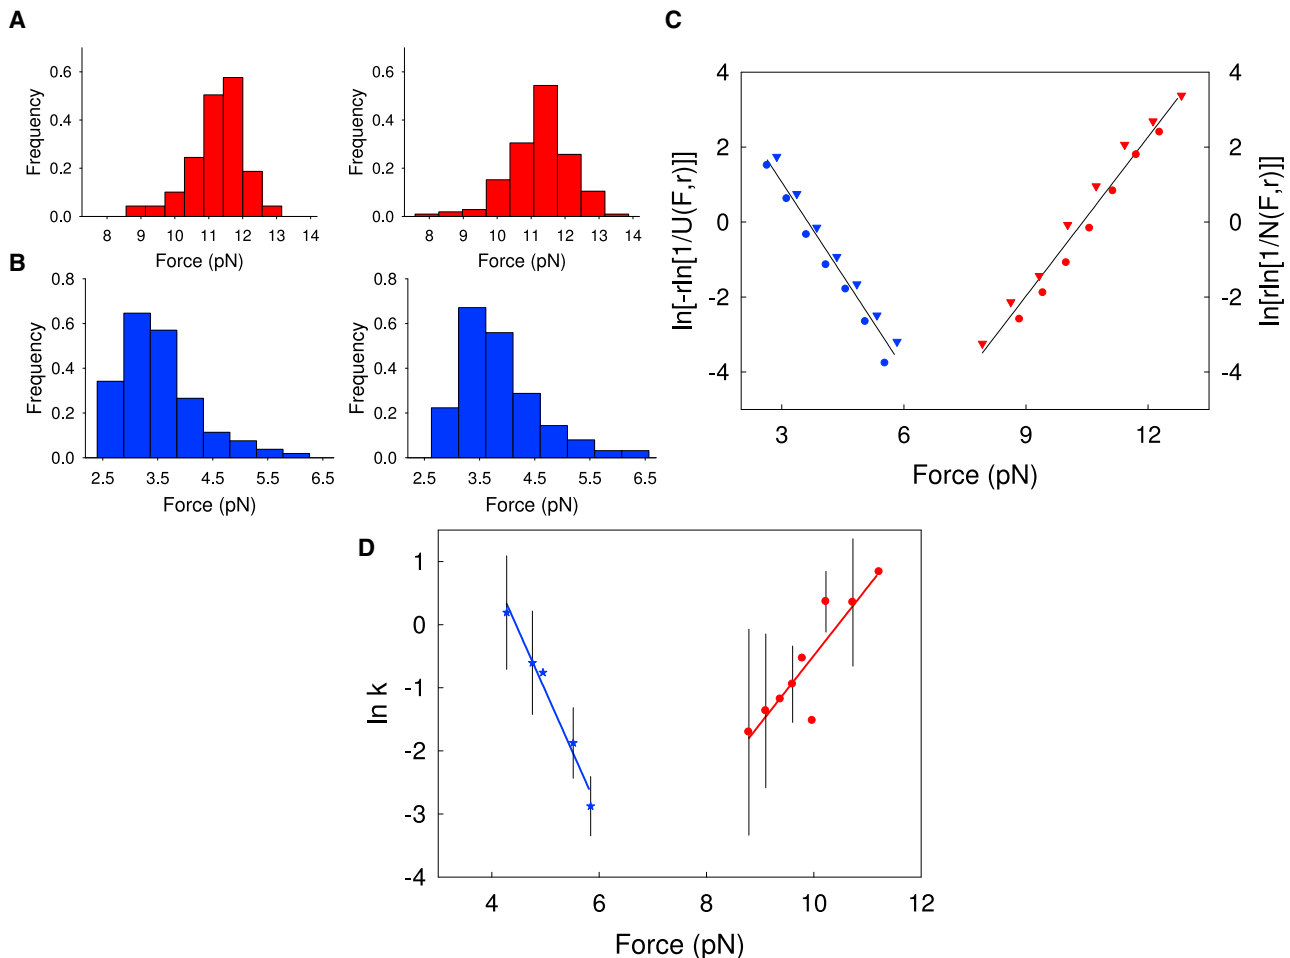 A
Frequency
0.6
0.4
0.2
0.0
8 9 10 11 12 13 14
Force (pN)
Frequency
0.6
0.4
0.2
0.0
8 9 10 11 12 13 14
Force (pN)
B
Frequency
0.8
0.6
0.4
0.2
0.0
2.5 3.5 4.5 5.5 6.5
Force (pN)
Frequency
0.8
0.6
0.4
0.2
0.0
2.5 3.5 4.5 5.5 6.5
Force (pN)
C
ln[-rln[1/U(F,r)]]
4
2
0
-2
-4
3 6 9 12
Force (pN)
4
2
0
-2
-4
ln[rln[1/N(F,r)]]
D
ln k
1
0
-1
-2
-3
-4
4 6 8 10 12
Force (pN)